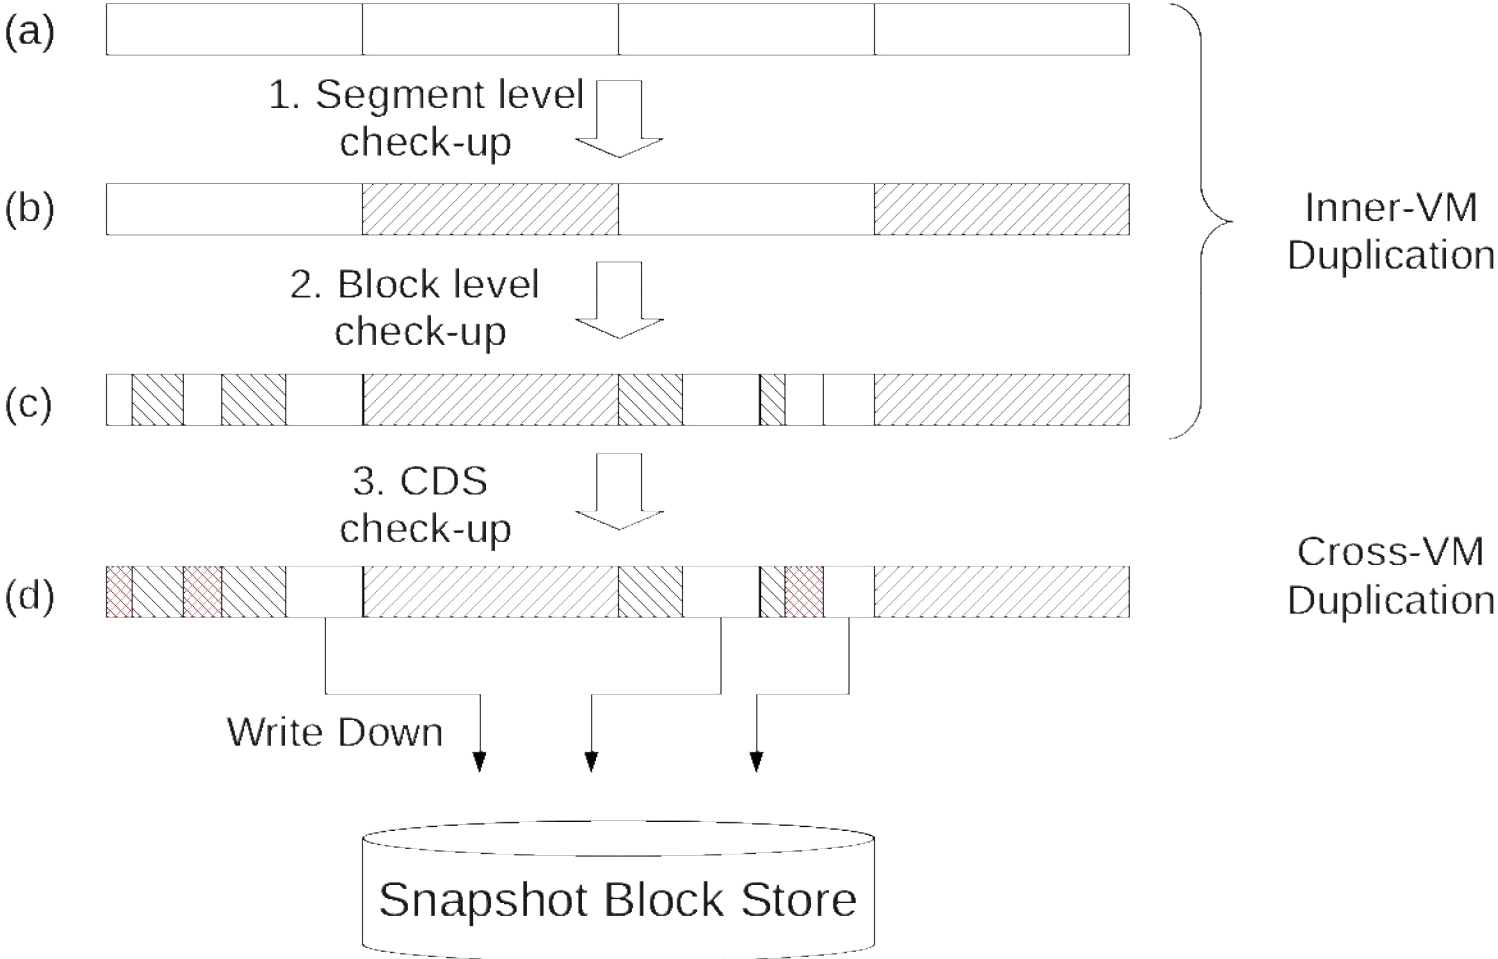 (a)
1. Segment level
check-up
(b)
Inner-VM
Duplication
2. Block level
check-up
(c)
3. CDS
check-up
Cross-VM
Duplication
(d)
Write Down
Snapshot Block Store